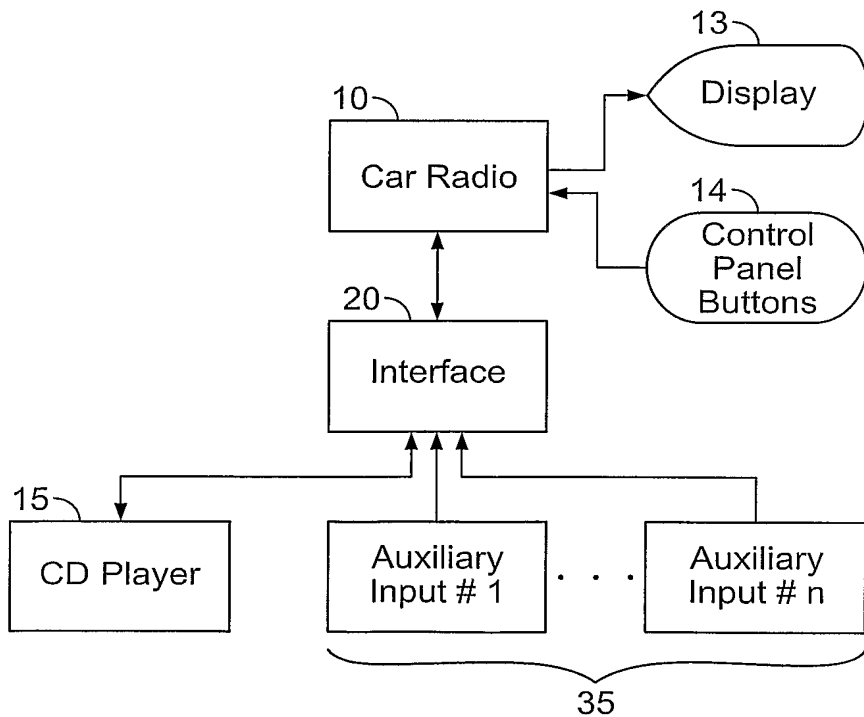 13
Display
10
Car Radio
14
Control
Panel
Buttons
20
Interface
15
CD Player
Auxiliary
Input # 1
. . .
Auxiliary
Input # n
35